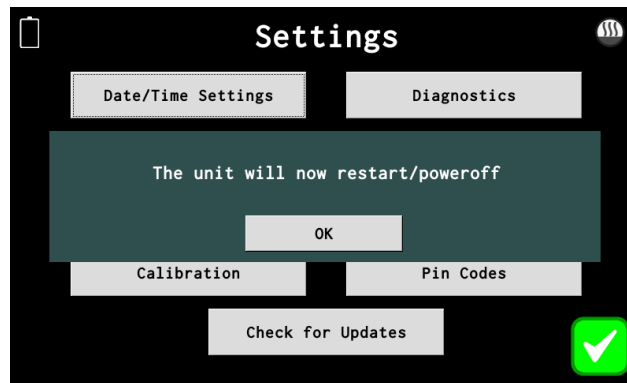 Settings
Date/Time Settings
Diagnostics
The unit will now restart/poweroff
OK
Calibration
Pin Codes
Check for Updates